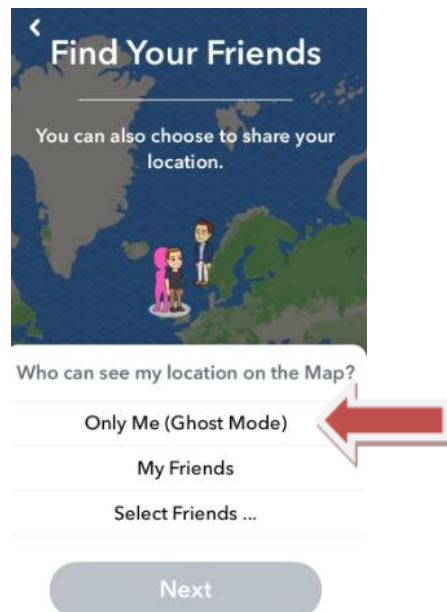 Find Your Friends
You can also choose to share your
location.
Who can see my location on the Map?
Only Me (Ghost Mode)
My Friends
Select Friends ...
Next